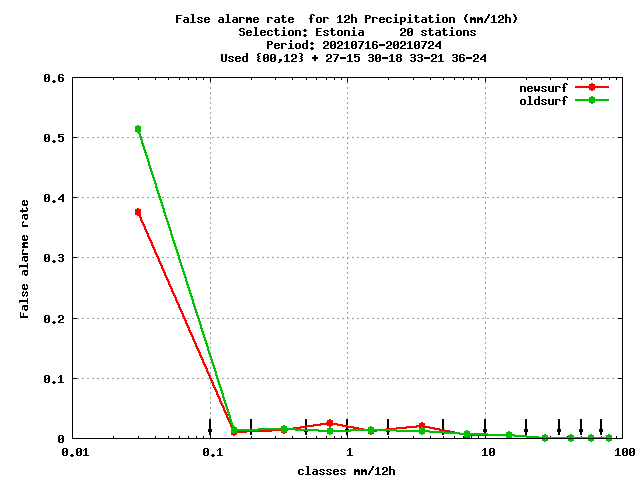 False alarme rate  for 12h Precipitation (mm/12h)
Selection: Estonia     20 stations
Period: 20210716-20210724
Used {00,12} + 27-15 30-18 33-21 36-24
newsurf
oldsurf
0.6
0.5
0.4
0.3
0.2
0.1
0
False alarme rate
0.01
0.1
1
10
100
classes mm/12h